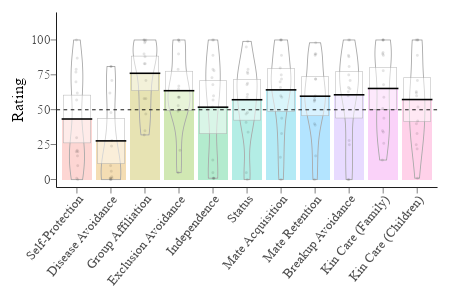 100
75
50
25
0
Rating
Self-Protection
Disease Avoidance
Group Affiliation
Exclusion Avoidance
Independence
Status
Mate Acquisition
Mate Retention
Breakup Avoidance
Kin Care (Family)
Kin Care (Children)